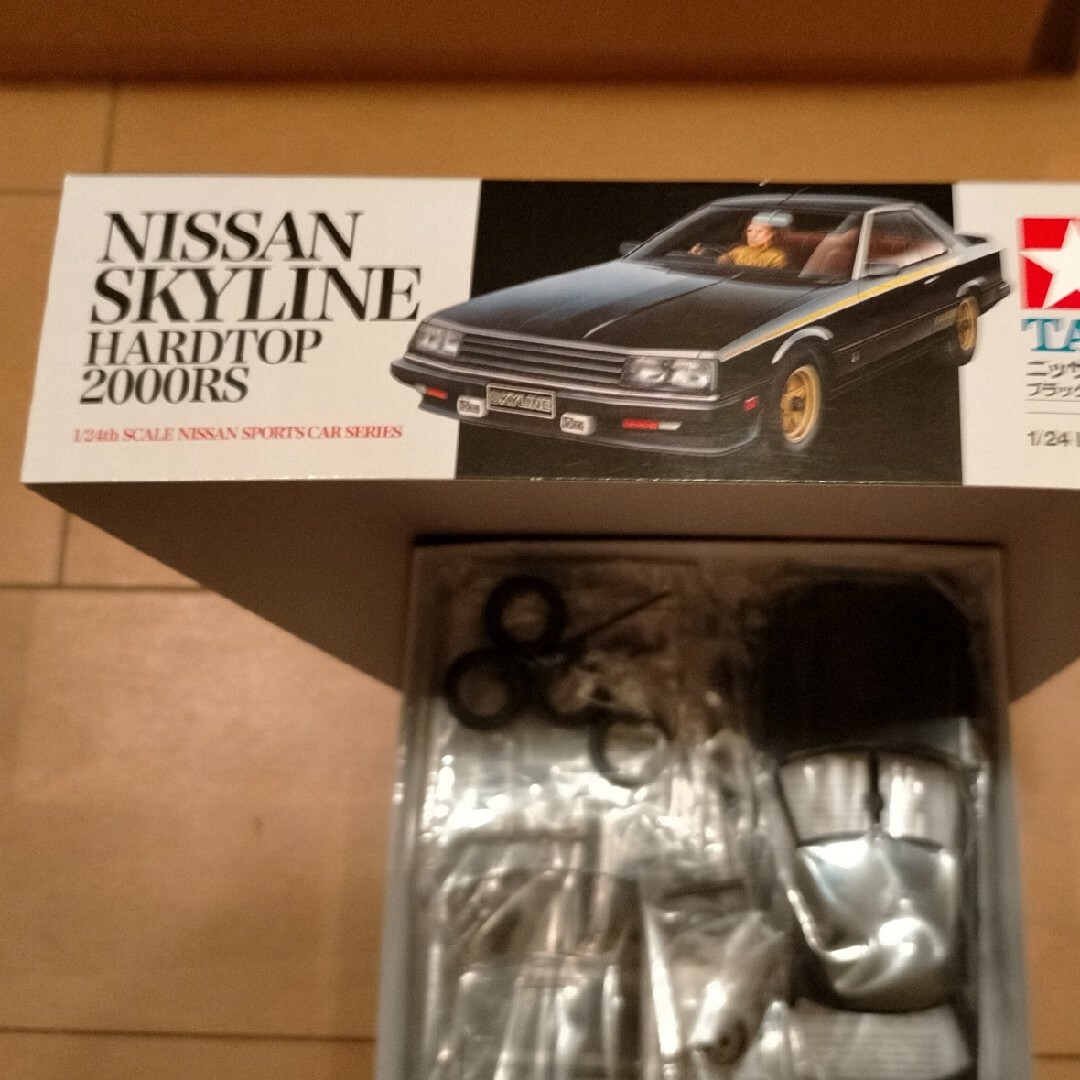 NISSAN
SKYLINE
HARDTOP
2000RS
1/24th SCALE NISSAN SPORTS CAR SERIES
SKYLINE
TA
ニッサ
ブラック
1/24